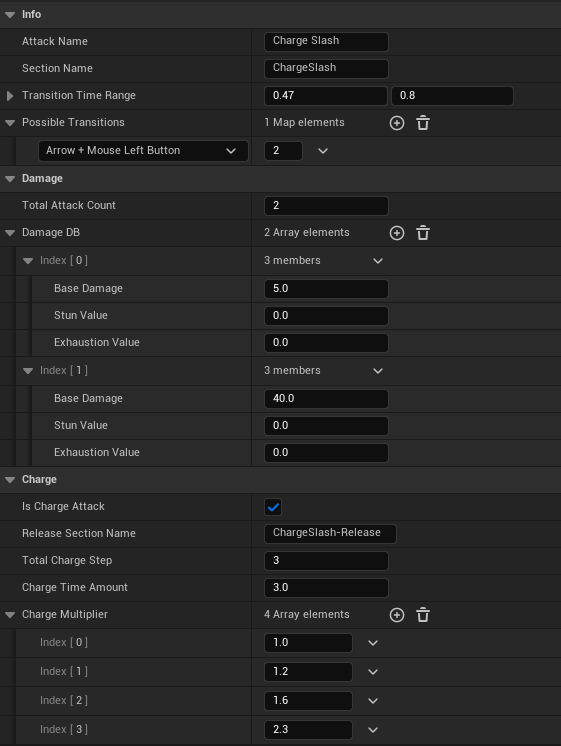 Info
Attack Name Charge Slash
Section Name ChargeSlash
Transition Time Range 0.47 0.8
Possible Transitions 1 Map elements
Arrow + Mouse Left Button 2
Damage
Total Attack Count 2
Damage DB 2 Array elements
Index [ 0 ] 3 members
Base Damage 5.0
Stun Value 0.0
Exhaustion Value 0.0
Index [ 1 ] 3 members
Base Damage 40.0
Stun Value 0.0
Exhaustion Value 0.0
Charge
Is Charge Attack
Release Section Name ChargeSlash-Release
Total Charge Step 3
Charge Time Amount 3.0
Charge Multiplier 4 Array elements
Index [ 0 ] 1.0
Index [ 1 ] 1.2
Index [ 2 ] 1.6
Index [ 3 ] 2.3